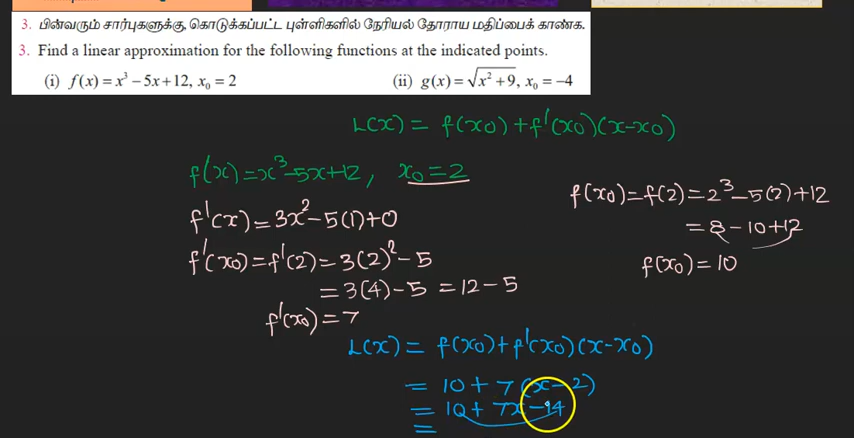 3. பின்வரும் சார்புகளுக்கு, கொடுக்கப்பட்ட புள்ளிகளில் நேரியல் தோராய மதிப்பைக் காண்க.
3. Find a linear approximation for the following functions at the indicated points.
(i) f(x) = x³ − 5x + 12, x₀ = 2 (ii) g(x) = √(x² + 9), x₀ = −4
L(x) = f(x₀) + f'(x₀)(x−x₀)
f'(x) = x³ − 5x + 12, x₀ = 2
f(x₀) = f(2) = 2³ − 5(2) + 12
f'(x) = 3x² − 5(1) + 0
= 8 − 10 + 12
f'(x₀) = f'(2) = 3(2)² − 5
f(x₀) = 10
= 3(4) − 5 = 12 − 5
f'(x₀) = 7
L(x) = f(x₀) + f'(x₀)(x−x₀)
= 10 + 7(x − 2)
= 10 + 7x − 14
=